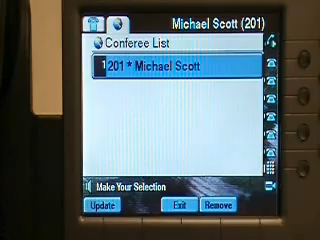 Michael Scott (201)
Conferee List
1 201 * Michael Scott
Make Your Selection
Update Exit Remove